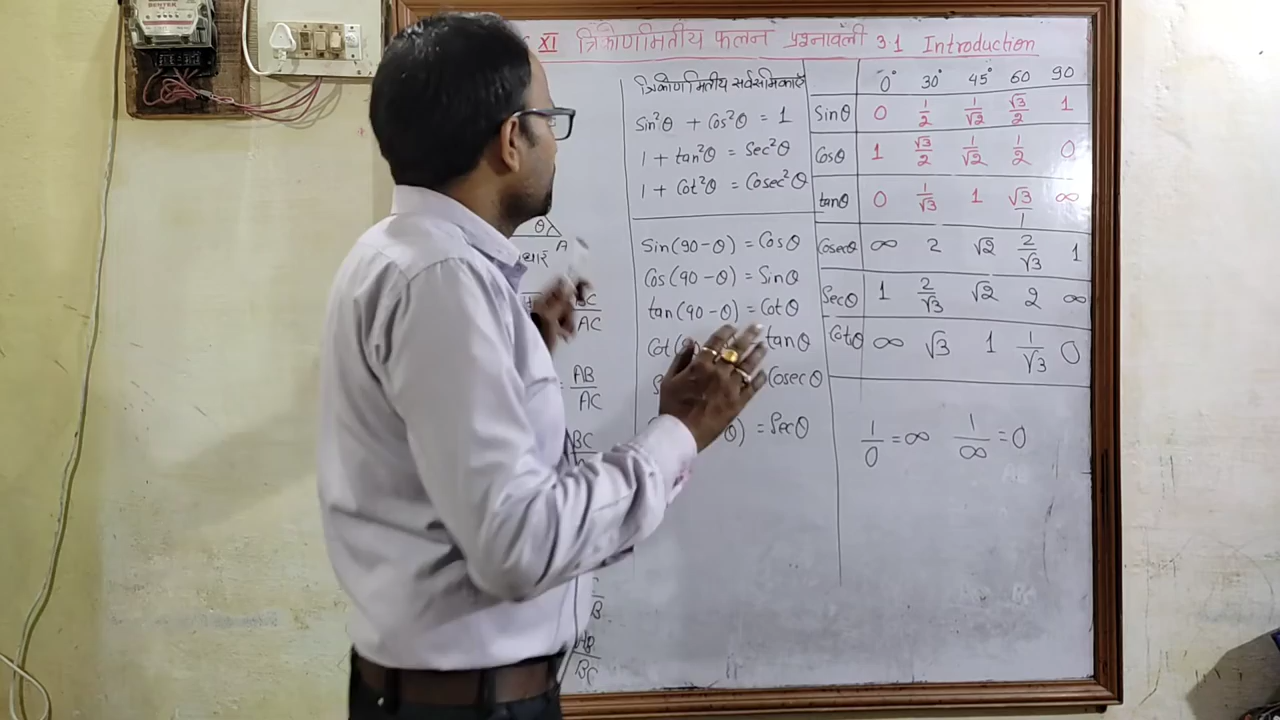 XI त्रिकोणमितीय फलन प्रश्नावली 3.1 Introduction
θ
A
BC
AC
AB
AC
BC
B
AB
BC
त्रिकोणमितीय सर्वसमिकाऐं
Sin²θ + Cos²θ = 1
1 + tan²θ = Sec²θ
1 + Cot²θ = Cosec²θ
Sin(90-θ) = Cosθ
Cos(90-θ) = Sinθ
tan(90-θ) = Cotθ
Cot( tanθ
Cosecθ
θ) = Secθ
0° 30° 45° 60 90
Sinθ 0 1/2 1/√2 √3/2 1
Cosθ 1 √3/2 1/√2 1/2 0
tanθ 0 1/√3 1 √3/1 ∞
Cosecθ ∞ 2 √2 2/√3 1
Secθ 1 2/√3 √2 2 ∞
Cotθ ∞ √3 1 1/√3 0
1/0 = ∞ 1/∞ = 0